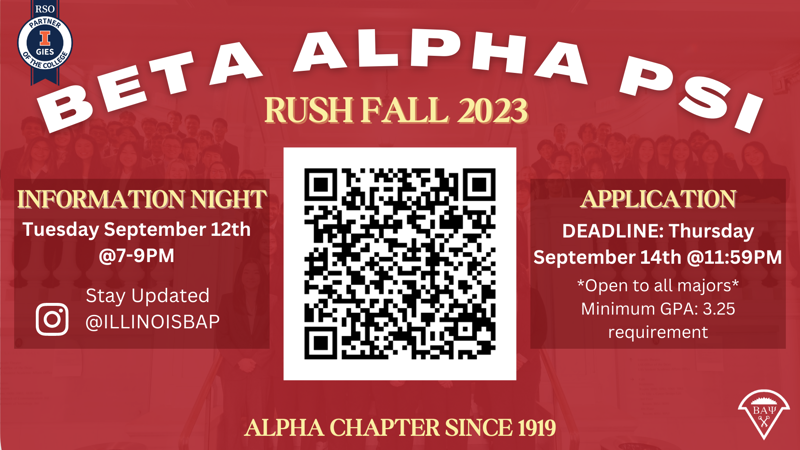 RSO
PARTNER
I
GIES
OF THE COLLEGE
BETA ALPHA PSI
RUSH FALL 2023
INFORMATION NIGHT
Tuesday September 12th
@7-9PM
Stay Updated
@ILLINOISBAP
APPLICATION
DEADLINE: Thursday
September 14th @11:59PM
*Open to all majors*
Minimum GPA: 3.25
requirement
ALPHA CHAPTER SINCE 1919
ΒΑΨ